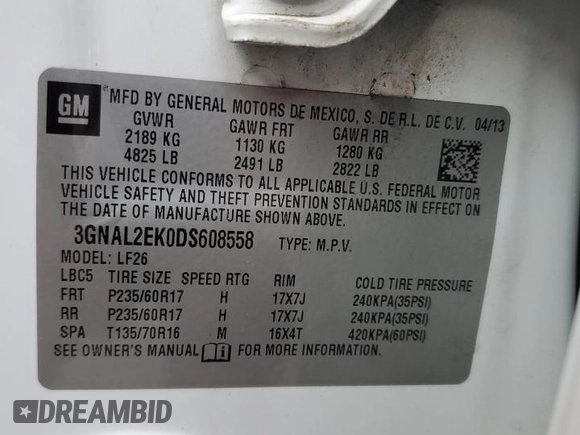 GM
MFD BY GENERAL MOTORS DE MEXICO, S. DE R.L. DE C.V. 04/13
GVWR GAWR FRT GAWR RR
2189 KG 1130 KG 1280 KG
4825 LB 2491 LB 2822 LB
THIS VEHICLE CONFORMS TO ALL APPLICABLE U.S. FEDERAL MOTOR
VEHICLE SAFETY AND THEFT PREVENTION STANDARDS IN EFFECT ON
THE DATE OF MANUFACTURE SHOWN ABOVE.
3GNAL2EK0DS608558 TYPE: M.P.V.
MODEL: LF26
LBC5 TIRE SIZE SPEED RTG RIM COLD TIRE PRESSURE
FRT P235/60R17 H 17X7J 240KPA(35PSI)
RR P235/60R17 H 17X7J 240KPA(35PSI)
SPA T135/70R16 M 16X4T 420KPA(60PSI)
SEE OWNER'S MANUAL FOR MORE INFORMATION.
DREAMBID